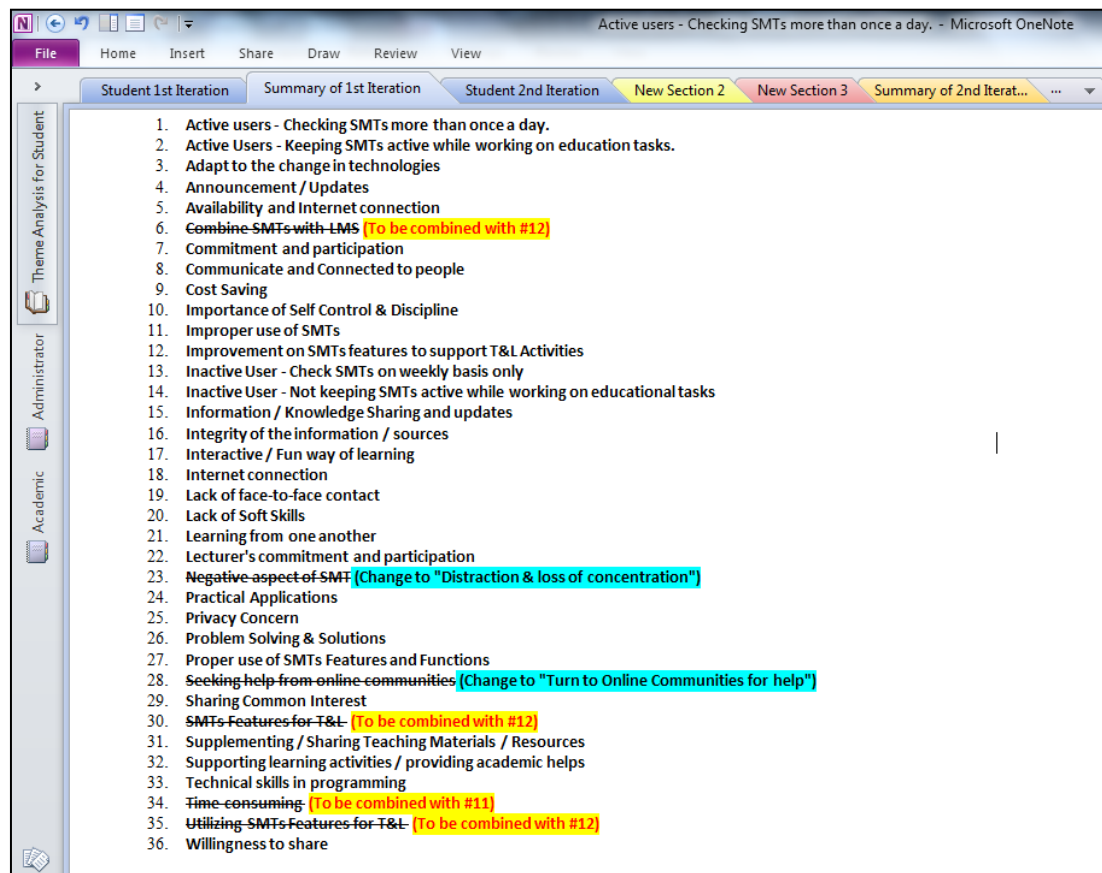 Active users - Checking SMTs more than once a day. - Microsoft OneNote
File Home Insert Share Draw Review View
Student 1st Iteration Summary of 1st Iteration Student 2nd Iteration New Section 2 New Section 3 Summary of 2nd Iterat... ...
Theme Analysis for Student
Administrator
Academic
1. Active users - Checking SMTs more than once a day.
2. Active Users - Keeping SMTs active while working on education tasks.
3. Adapt to the change in technologies
4. Announcement / Updates
5. Availability and Internet connection
6. Combine SMTs with LMS (To be combined with #12)
7. Commitment and participation
8. Communicate and Connected to people
9. Cost Saving
10. Importance of Self Control & Discipline
11. Improper use of SMTs
12. Improvement on SMTs features to support T&L Activities
13. Inactive User - Check SMTs on weekly basis only
14. Inactive User - Not keeping SMTs active while working on educational tasks
15. Information / Knowledge Sharing and updates
16. Integrity of the information / sources
17. Interactive / Fun way of learning
18. Internet connection
19. Lack of face-to-face contact
20. Lack of Soft Skills
21. Learning from one another
22. Lecturer's commitment and participation
23. Negative aspect of SMT (Change to "Distraction & loss of concentration")
24. Practical Applications
25. Privacy Concern
26. Problem Solving & Solutions
27. Proper use of SMTs Features and Functions
28. Seeking help from online communities (Change to "Turn to Online Communities for help")
29. Sharing Common Interest
30. SMTs Features for T&L (To be combined with #12)
31. Supplementing / Sharing Teaching Materials / Resources
32. Supporting learning activities / providing academic helps
33. Technical skills in programming
34. Time consuming (To be combined with #11)
35. Utilizing SMTs Features for T&L (To be combined with #12)
36. Willingness to share